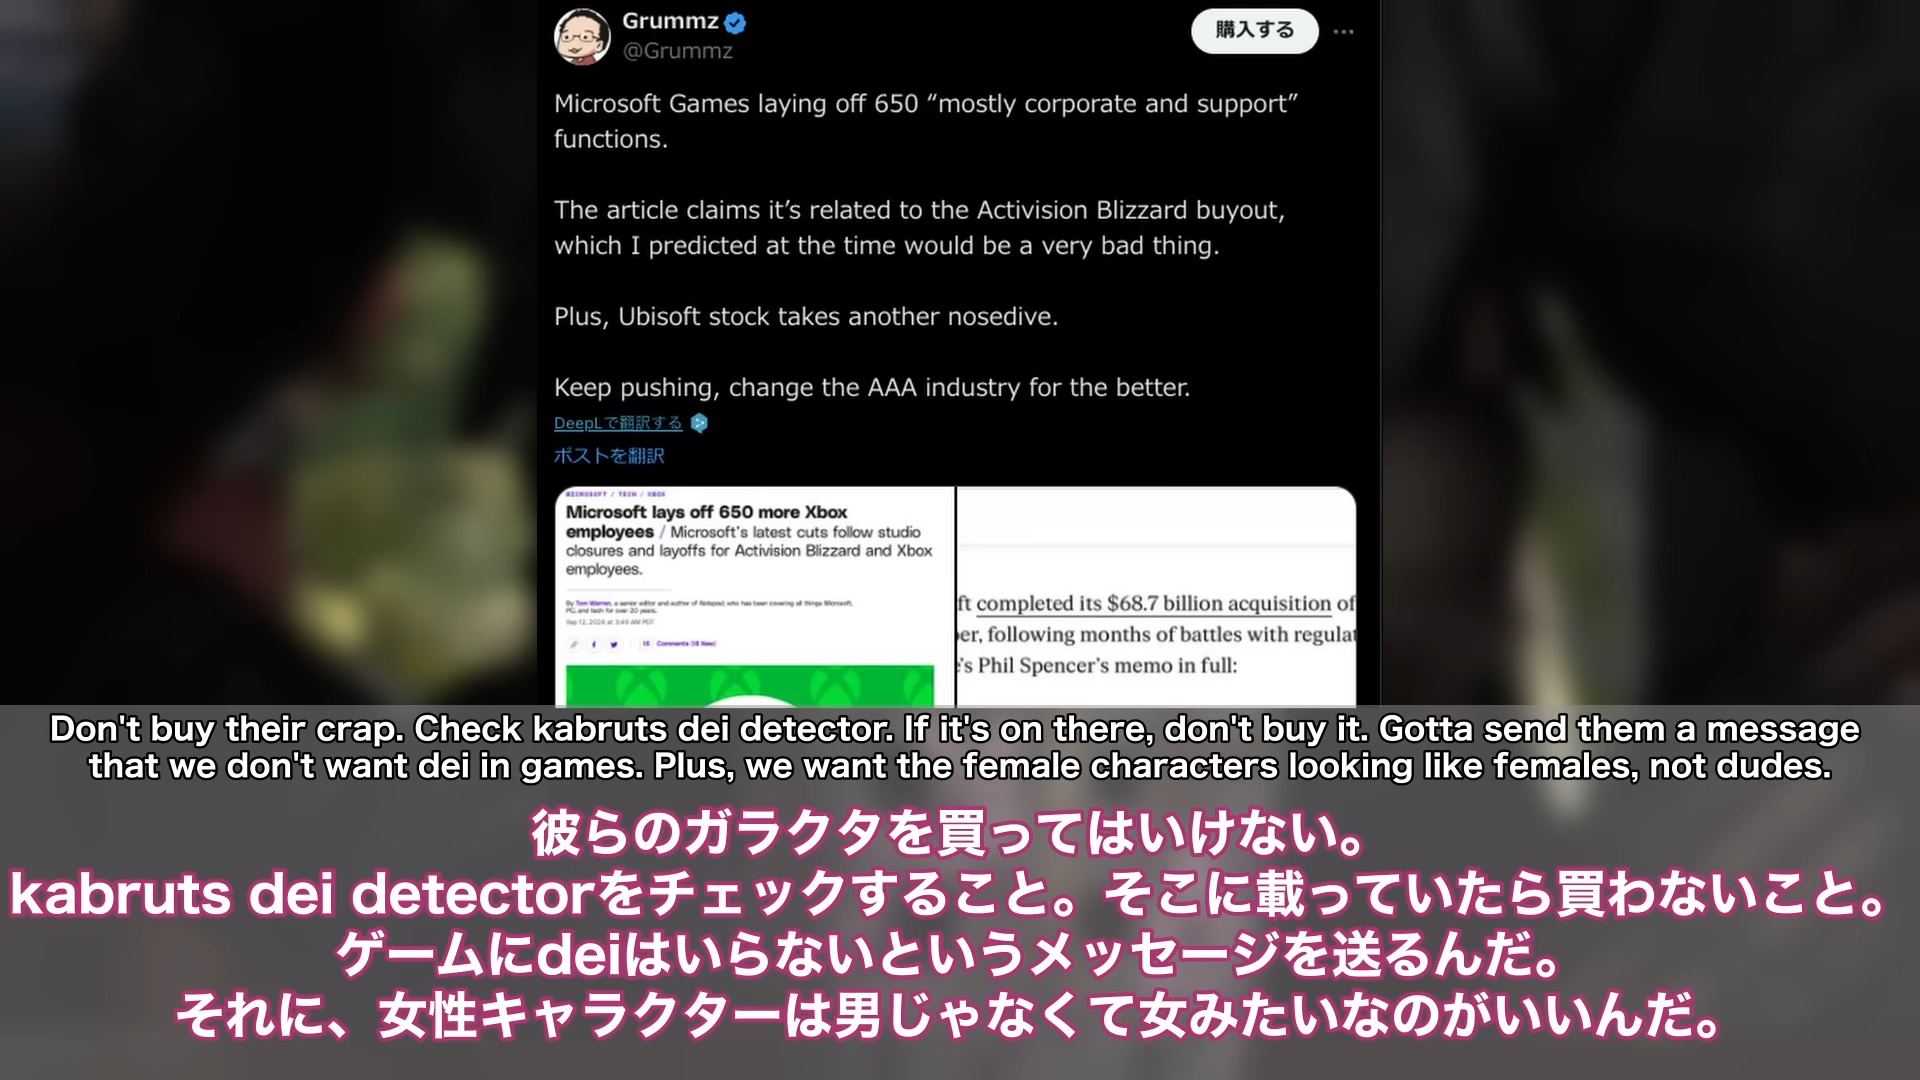 Grummz
@Grummz
購入する
Microsoft Games laying off 650 “mostly corporate and support”
functions.
The article claims it’s related to the Activision Blizzard buyout,
which I predicted at the time would be a very bad thing.
Plus, Ubisoft stock takes another nosedive.
Keep pushing, change the AAA industry for the better.
DeepLで翻訳する
ポストを翻訳
MICROSOFT / TECH / XBOX
Microsoft lays off 650 more Xbox
employees / Microsoft’s latest cuts follow studio
closures and layoffs for Activision Blizzard and Xbox
employees.
By Tom Warren, a senior editor and author of Notepad, who has been covering all things Microsoft,
PC, and tech for over 20 years.
Sep 12, 2024 at 3:49 AM PDT
Comments
ft completed its $68.7 billion acquisition of
er, following months of battles with regulat
’s Phil Spencer’s memo in full:
Don't buy their crap. Check kabruts dei detector. If it's on there, don't buy it. Gotta send them a message
that we don't want dei in games. Plus, we want the female characters looking like females, not dudes.
彼らのガラクタを買ってはいけない。
kabruts dei detectorをチェックすること。そこに載っていたら買わないこと。
ゲームにdeiはいらないというメッセージを送るんだ。
それに、女性キャラクターは男じゃなくて女みたいなのがいいんだ。